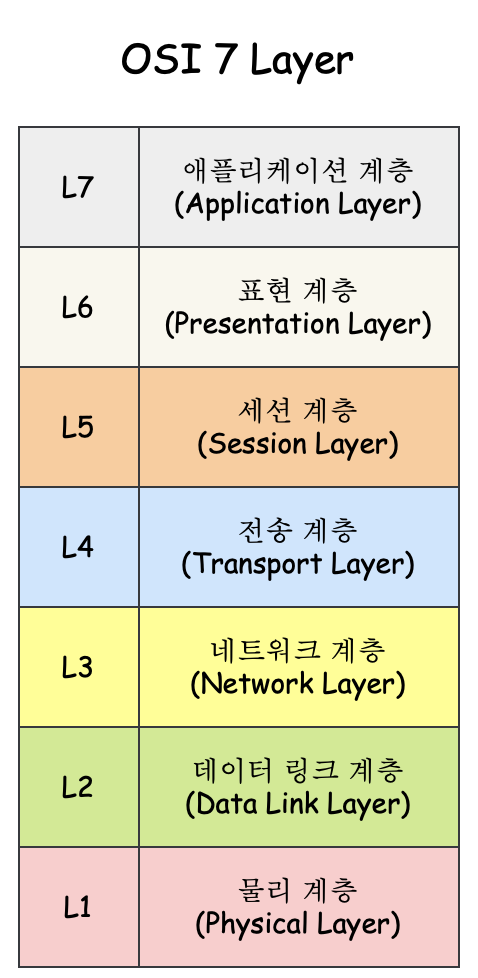 OSI 7 Layer
L7
애플리케이션 계층
(Application Layer)
L6
표현 계층
(Presentation Layer)
L5
세션 계층
(Session Layer)
L4
전송 계층
(Transport Layer)
L3
네트워크 계층
(Network Layer)
L2
데이터 링크 계층
(Data Link Layer)
L1
물리 계층
(Physical Layer)